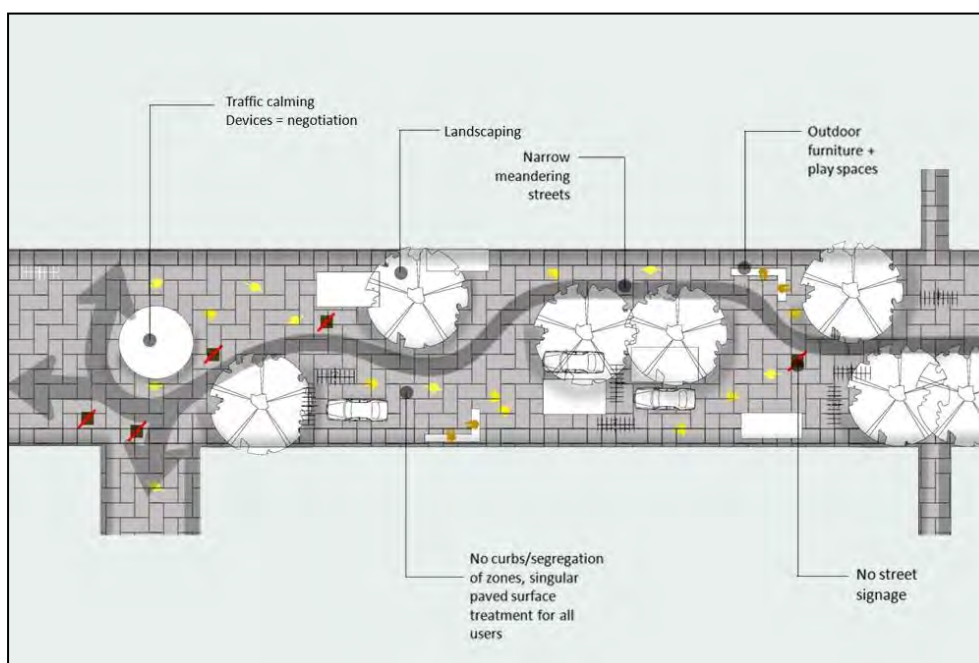 Traffic calming
Devices = negotiation
Landscaping
Narrow
meandering
streets
Outdoor
furniture +
play spaces
No curbs/segregation
of zones, singular
paved surface
treatment for all
users
No street
signage